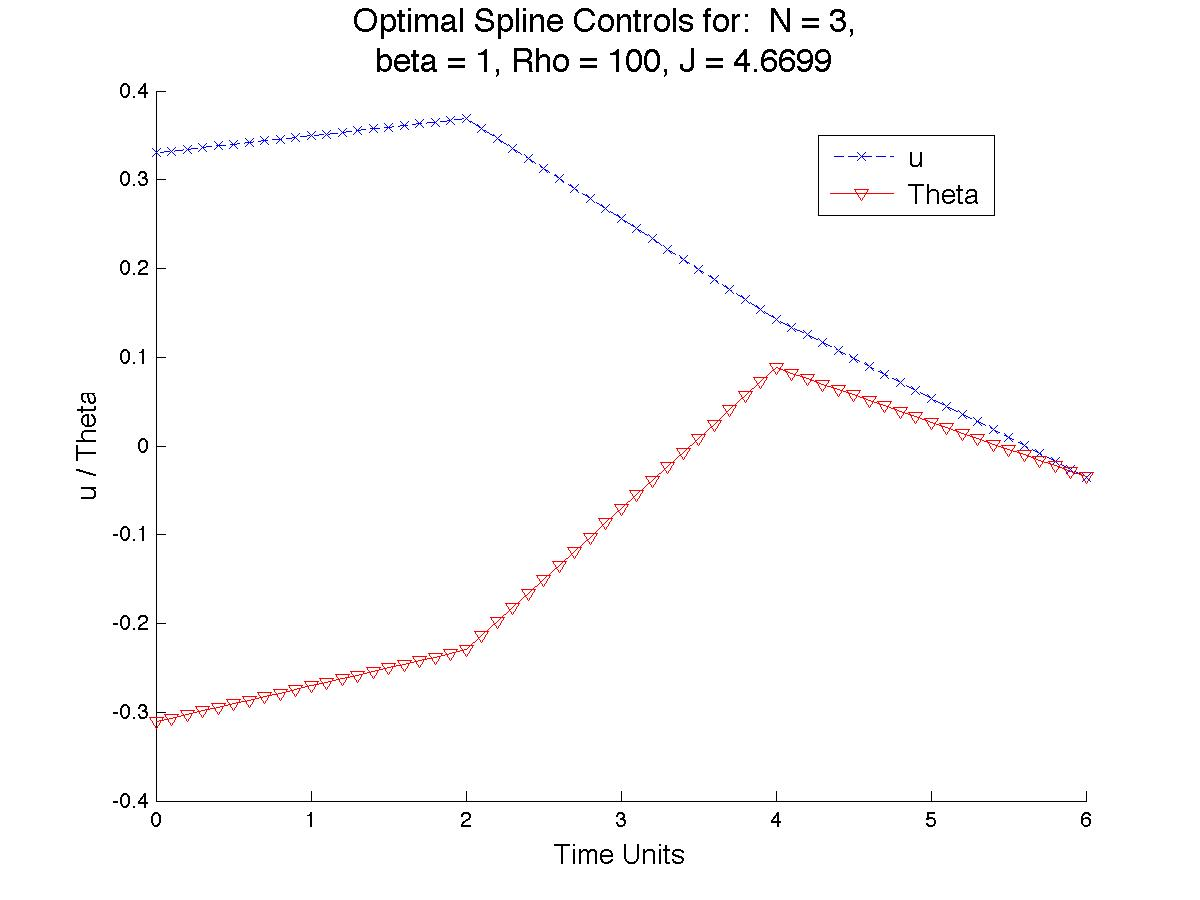 Optimal Spline Controls for:  N = 3,
beta = 1, Rho = 100, J = 4.6699
0.4
0.3
0.2
0.1
0
-0.1
-0.2
-0.3
-0.4
u / Theta
u
Theta
0 1 2 3 4 5 6
Time Units